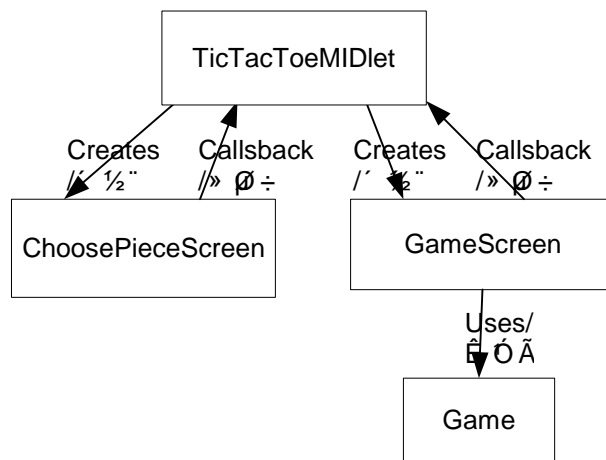 TicTacToeMIDlet
Creates
Callsback
Creates
Callsback
ChoosePieceScreen
GameScreen
Uses/
Game